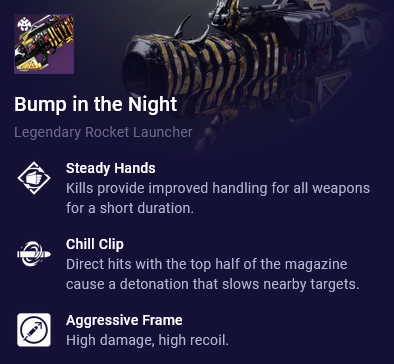 Bump in the Night
Legendary Rocket Launcher
Steady Hands
Kills provide improved handling for all weapons
for a short duration.
Chill Clip
Direct hits with the top half of the magazine
cause a detonation that slows nearby targets.
Aggressive Frame
High damage, high recoil.